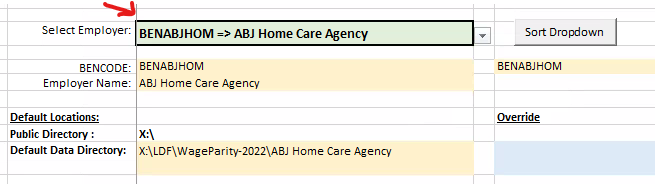 Select Employer: BENABJHOM => ABJ Home Care Agency Sort Dropdown
BENCODE: BENABJHOM BENABJHOM
Employer Name: ABJ Home Care Agency
Default Locations: Override
Public Directory : X:\
Default Data Directory: X:\LDF\WageParity-2022\ABJ Home Care Agency